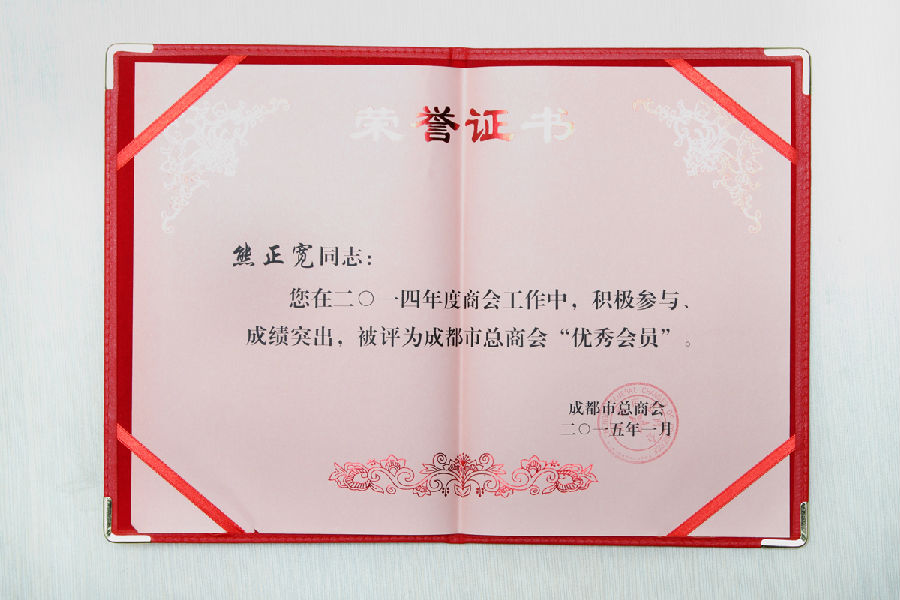 荣誉证书
熊正宽同志：
您在二〇一四年度商会工作中，积极参与、
成绩突出，被评为成都市总商会“优秀会员”。
成都市总商会
二〇一五年一月